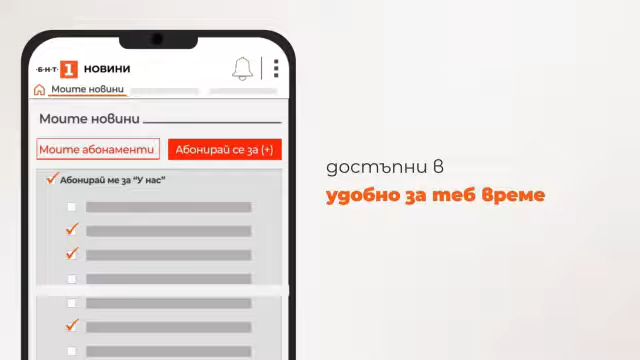 ·Б·Н·Т· 1 НОВИНИ
Моите новини
Моите новини
Моите абонаменти
Абонирай се за (+)
Абонирай ме за “У нас”
достъпни в
удобно за теб време